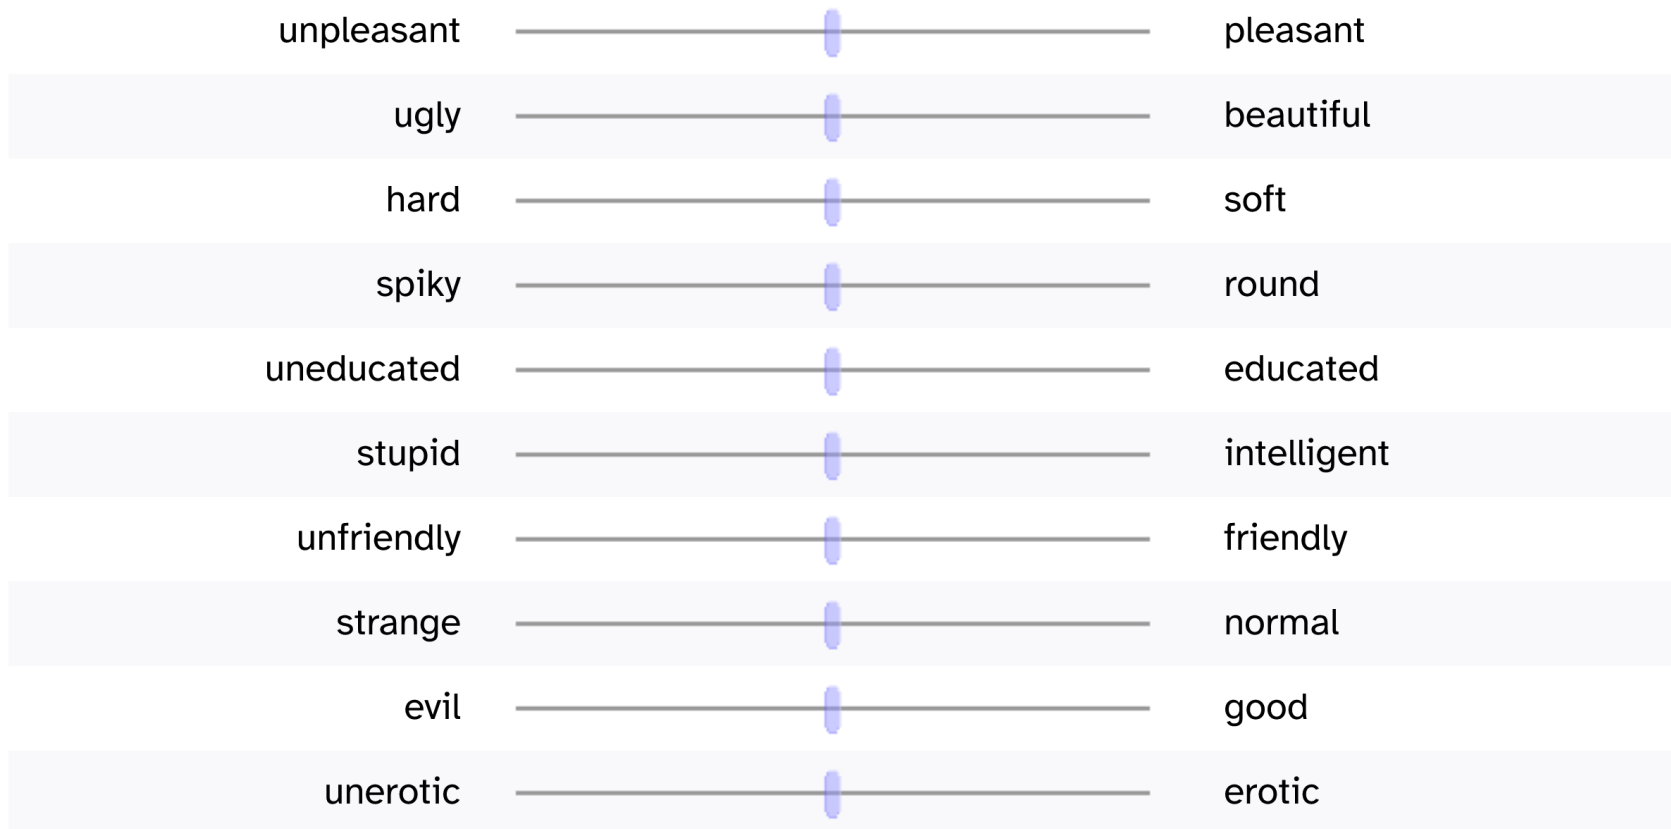 unpleasant pleasant
ugly beautiful
hard soft
spiky round
uneducated educated
stupid intelligent
unfriendly friendly
strange normal
evil good
unerotic erotic